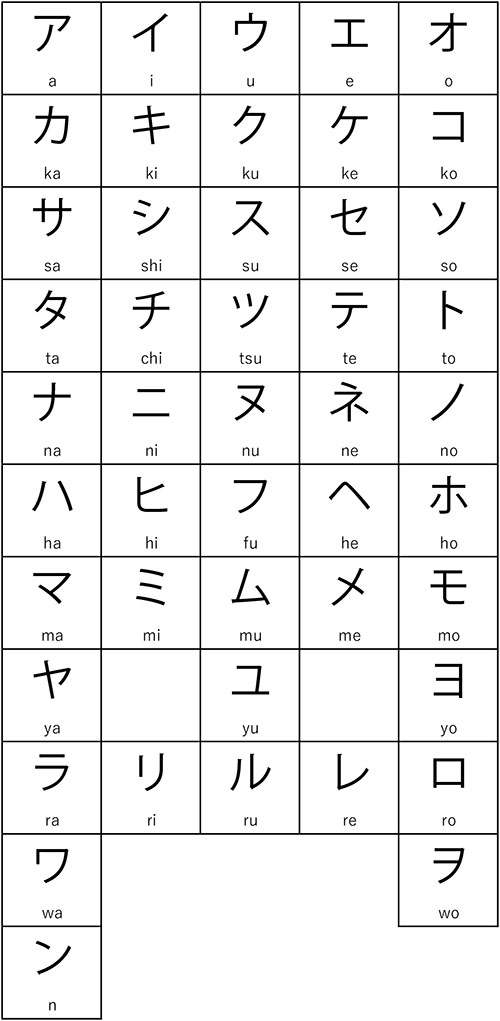 ア イ ウ エ オ
a i u e o
カ キ ク ケ コ
ka ki ku ke ko
サ シ ス セ ソ
sa shi su se so
タ チ ツ テ ト
ta chi tsu te to
ナ ニ ヌ ネ ノ
na ni nu ne no
ハ ヒ フ ヘ ホ
ha hi fu he ho
マ ミ ム メ モ
ma mi mu me mo
ヤ ユ ヨ
ya yu yo
ラ リ ル レ ロ
ra ri ru re ro
ワ ヲ
wa wo
ン
n